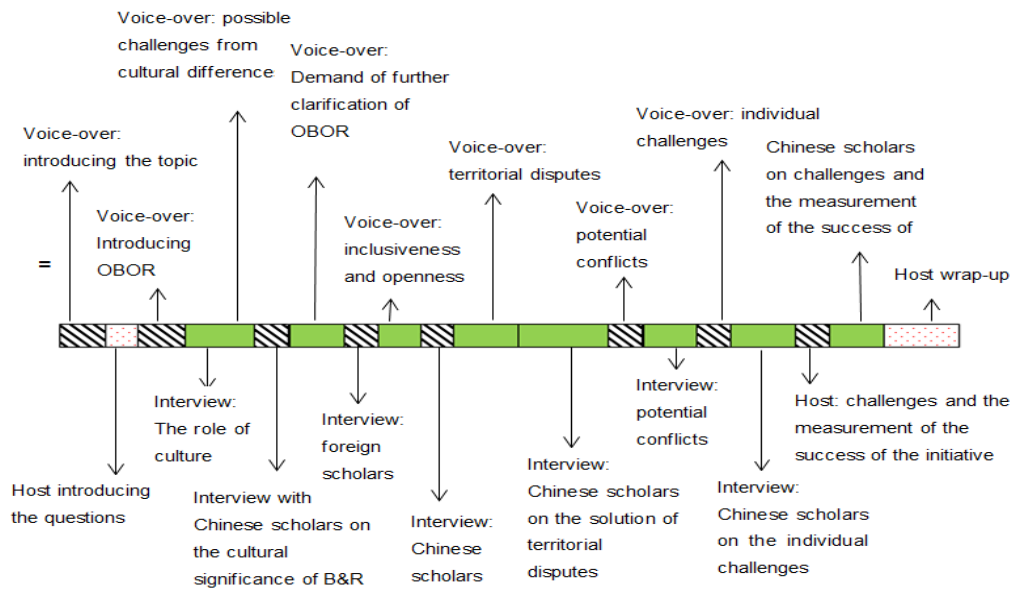 Voice-over: possible
challenges from
cultural difference
Voice-over:
Demand of further
clarification of
OBOR
Voice-over:
introducing the topic
Voice-over:
Introducing
OBOR
Voice-over:
inclusiveness
and openness
Voice-over:
territorial disputes
Voice-over:
potential
conflicts
Voice-over: individual
challenges
Chinese scholars
on challenges and
the measurement
of the success of
Host wrap-up
=
Host introducing
the questions
Interview:
The role of
culture
Interview with
Chinese scholars on
the cultural
significance of B&R
Interview:
foreign
scholars
Interview:
Chinese
scholars
Interview:
Chinese scholars
on the solution of
territorial
disputes
Interview:
potential
conflicts
Interview:
Chinese scholars
on the individual
challenges
Host: challenges and the
measurement of the
success of the initiative